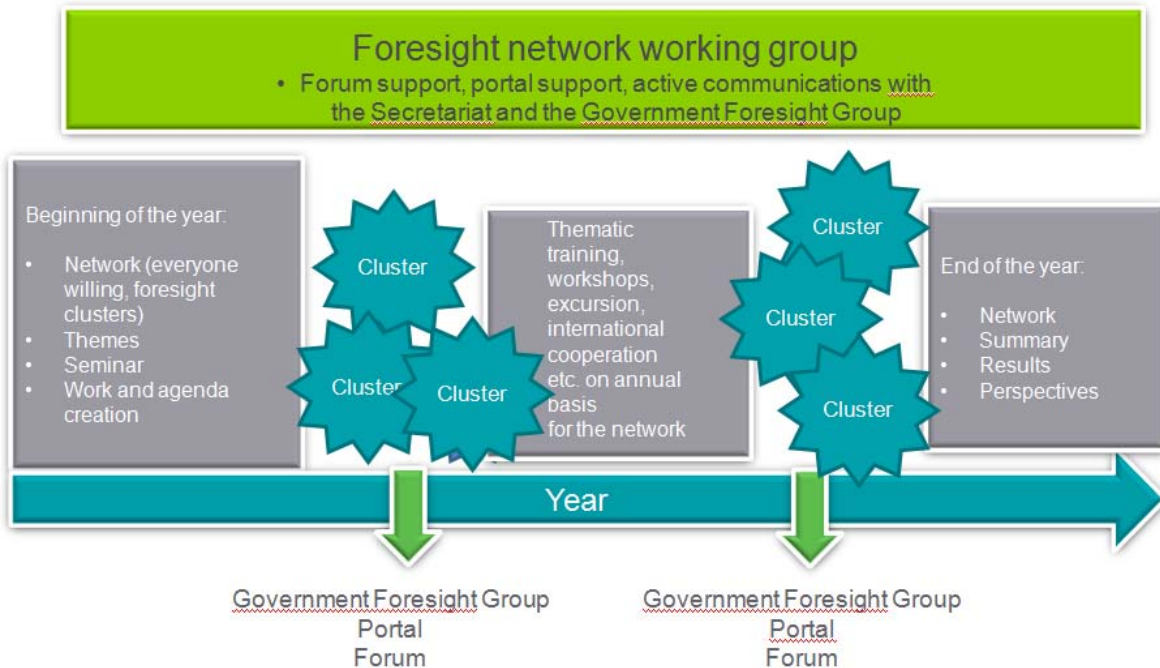 Foresight network working group
• Forum support, portal support, active communications with
the Secretariat and the Government Foresight Group
Beginning of the year:
• Network (everyone
willing, foresight
clusters)
• Themes
• Seminar
• Work and agenda
creation
Cluster
Cluster
Cluster
Thematic
training,
workshops,
excursion,
international
cooperation
etc. on annual
basis
for the network
Cluster
Cluster
Cluster
End of the year:
• Network
• Summary
• Results
• Perspectives
Year
Government Foresight Group
Portal
Forum
Government Foresight Group
Portal
Forum